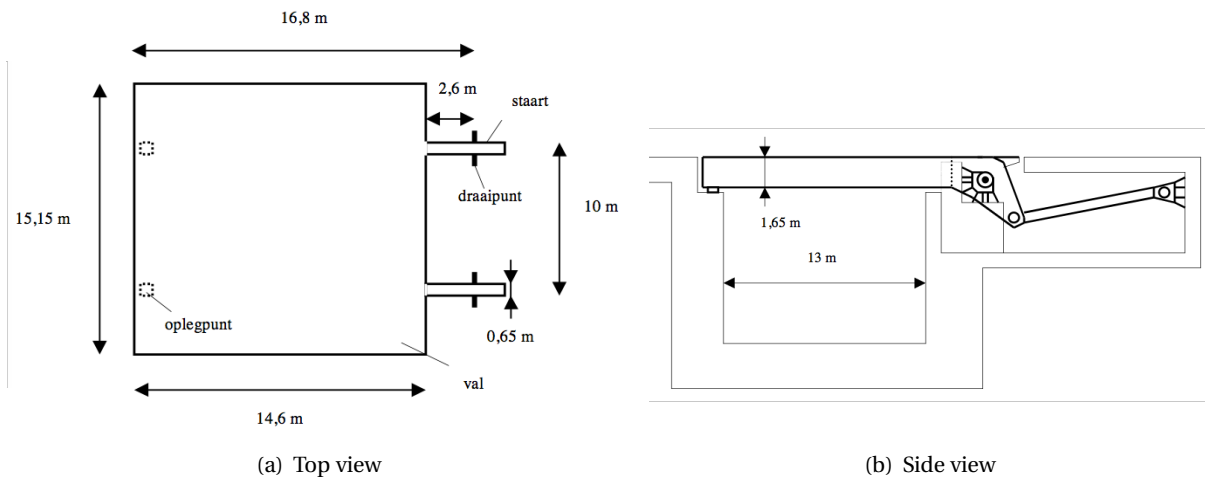 16,8 m
2,6 m
staart
draaipunt
15,15 m
10 m
oplegpunt
0,65 m
val
14,6 m
(a) Top view
1,65 m
13 m
(b) Side view